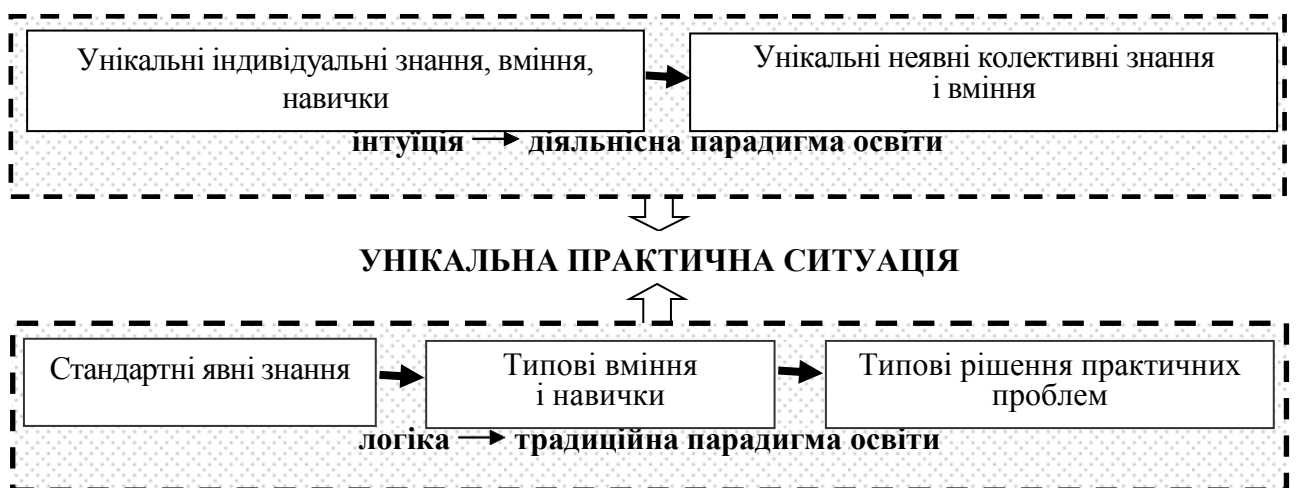 Унікальні індивідуальні знання, вміння,
навички
Унікальні неявні колективні знання
і вміння
інтуїція → діяльнісна парадигма освіти
УНІКАЛЬНА ПРАКТИЧНА СИТУАЦІЯ
Стандартні явні знання
Типові вміння
і навички
Типові рішення практичних
проблем
логіка → традиційна парадигма освіти